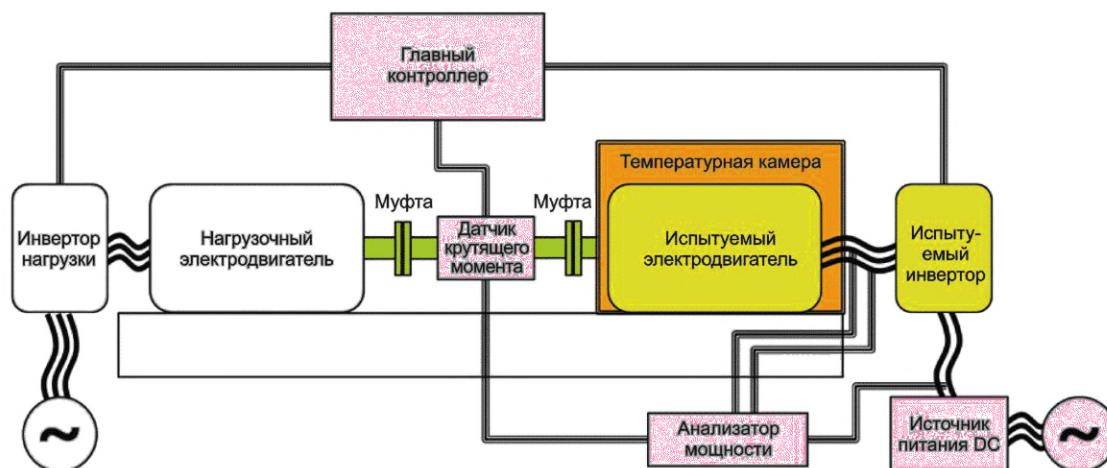 Главный
контроллер
Температурная камера
Муфта
Муфта
Инвертор
нагрузки
Нагрузочный
электродвигатель
Датчик
крутящего
момента
Испытуемый
электродвигатель
Испыту-
емый
инвертор
Анализатор
мощности
Источник
питания DC
~
~